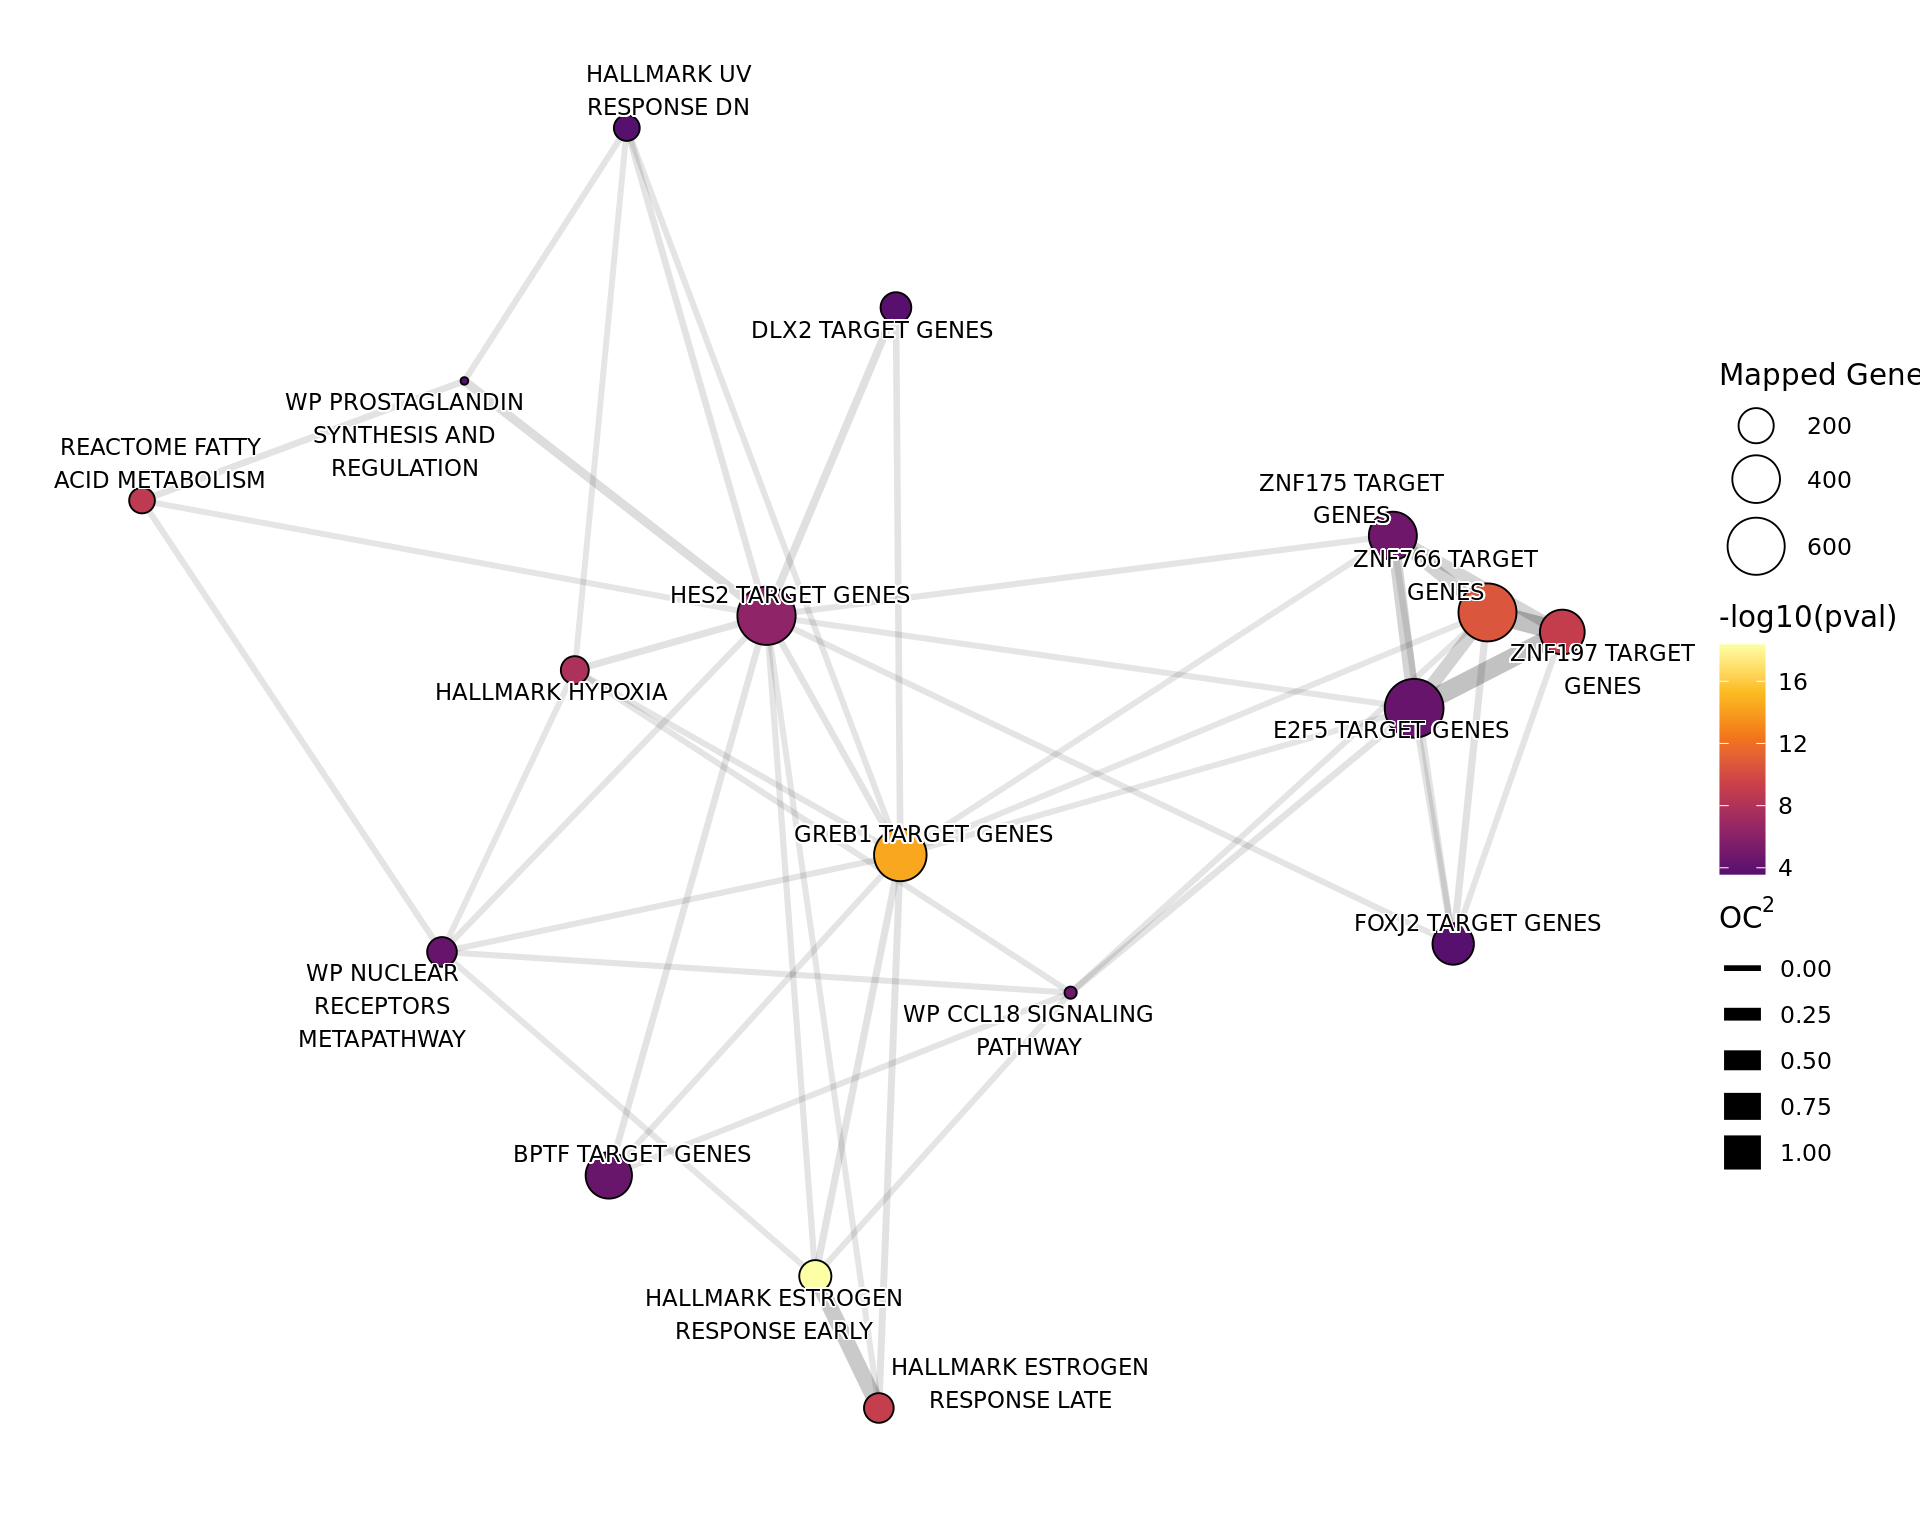 HALLMARK UV
RESPONSE DN
DLX2 TARGET GENES
WP PROSTAGLANDIN
SYNTHESIS AND
REGULATION
REACTOME FATTY
ACID METABOLISM
ZNF175 TARGET
GENES
ZNF766 TARGET
GENES
HES2 TARGET GENES
ZNF197 TARGET
GENES
HALLMARK HYPOXIA
E2F5 TARGET GENES
GREB1 TARGET GENES
FOXJ2 TARGET GENES
WP NUCLEAR
RECEPTORS
METAPATHWAY
WP CCL18 SIGNALING
PATHWAY
BPTF TARGET GENES
HALLMARK ESTROGEN
RESPONSE EARLY
HALLMARK ESTROGEN
RESPONSE LATE
Mapped Gene
200
400
600
-log10(pval)
16
12
8
4
OC²
0.00
0.25
0.50
0.75
1.00